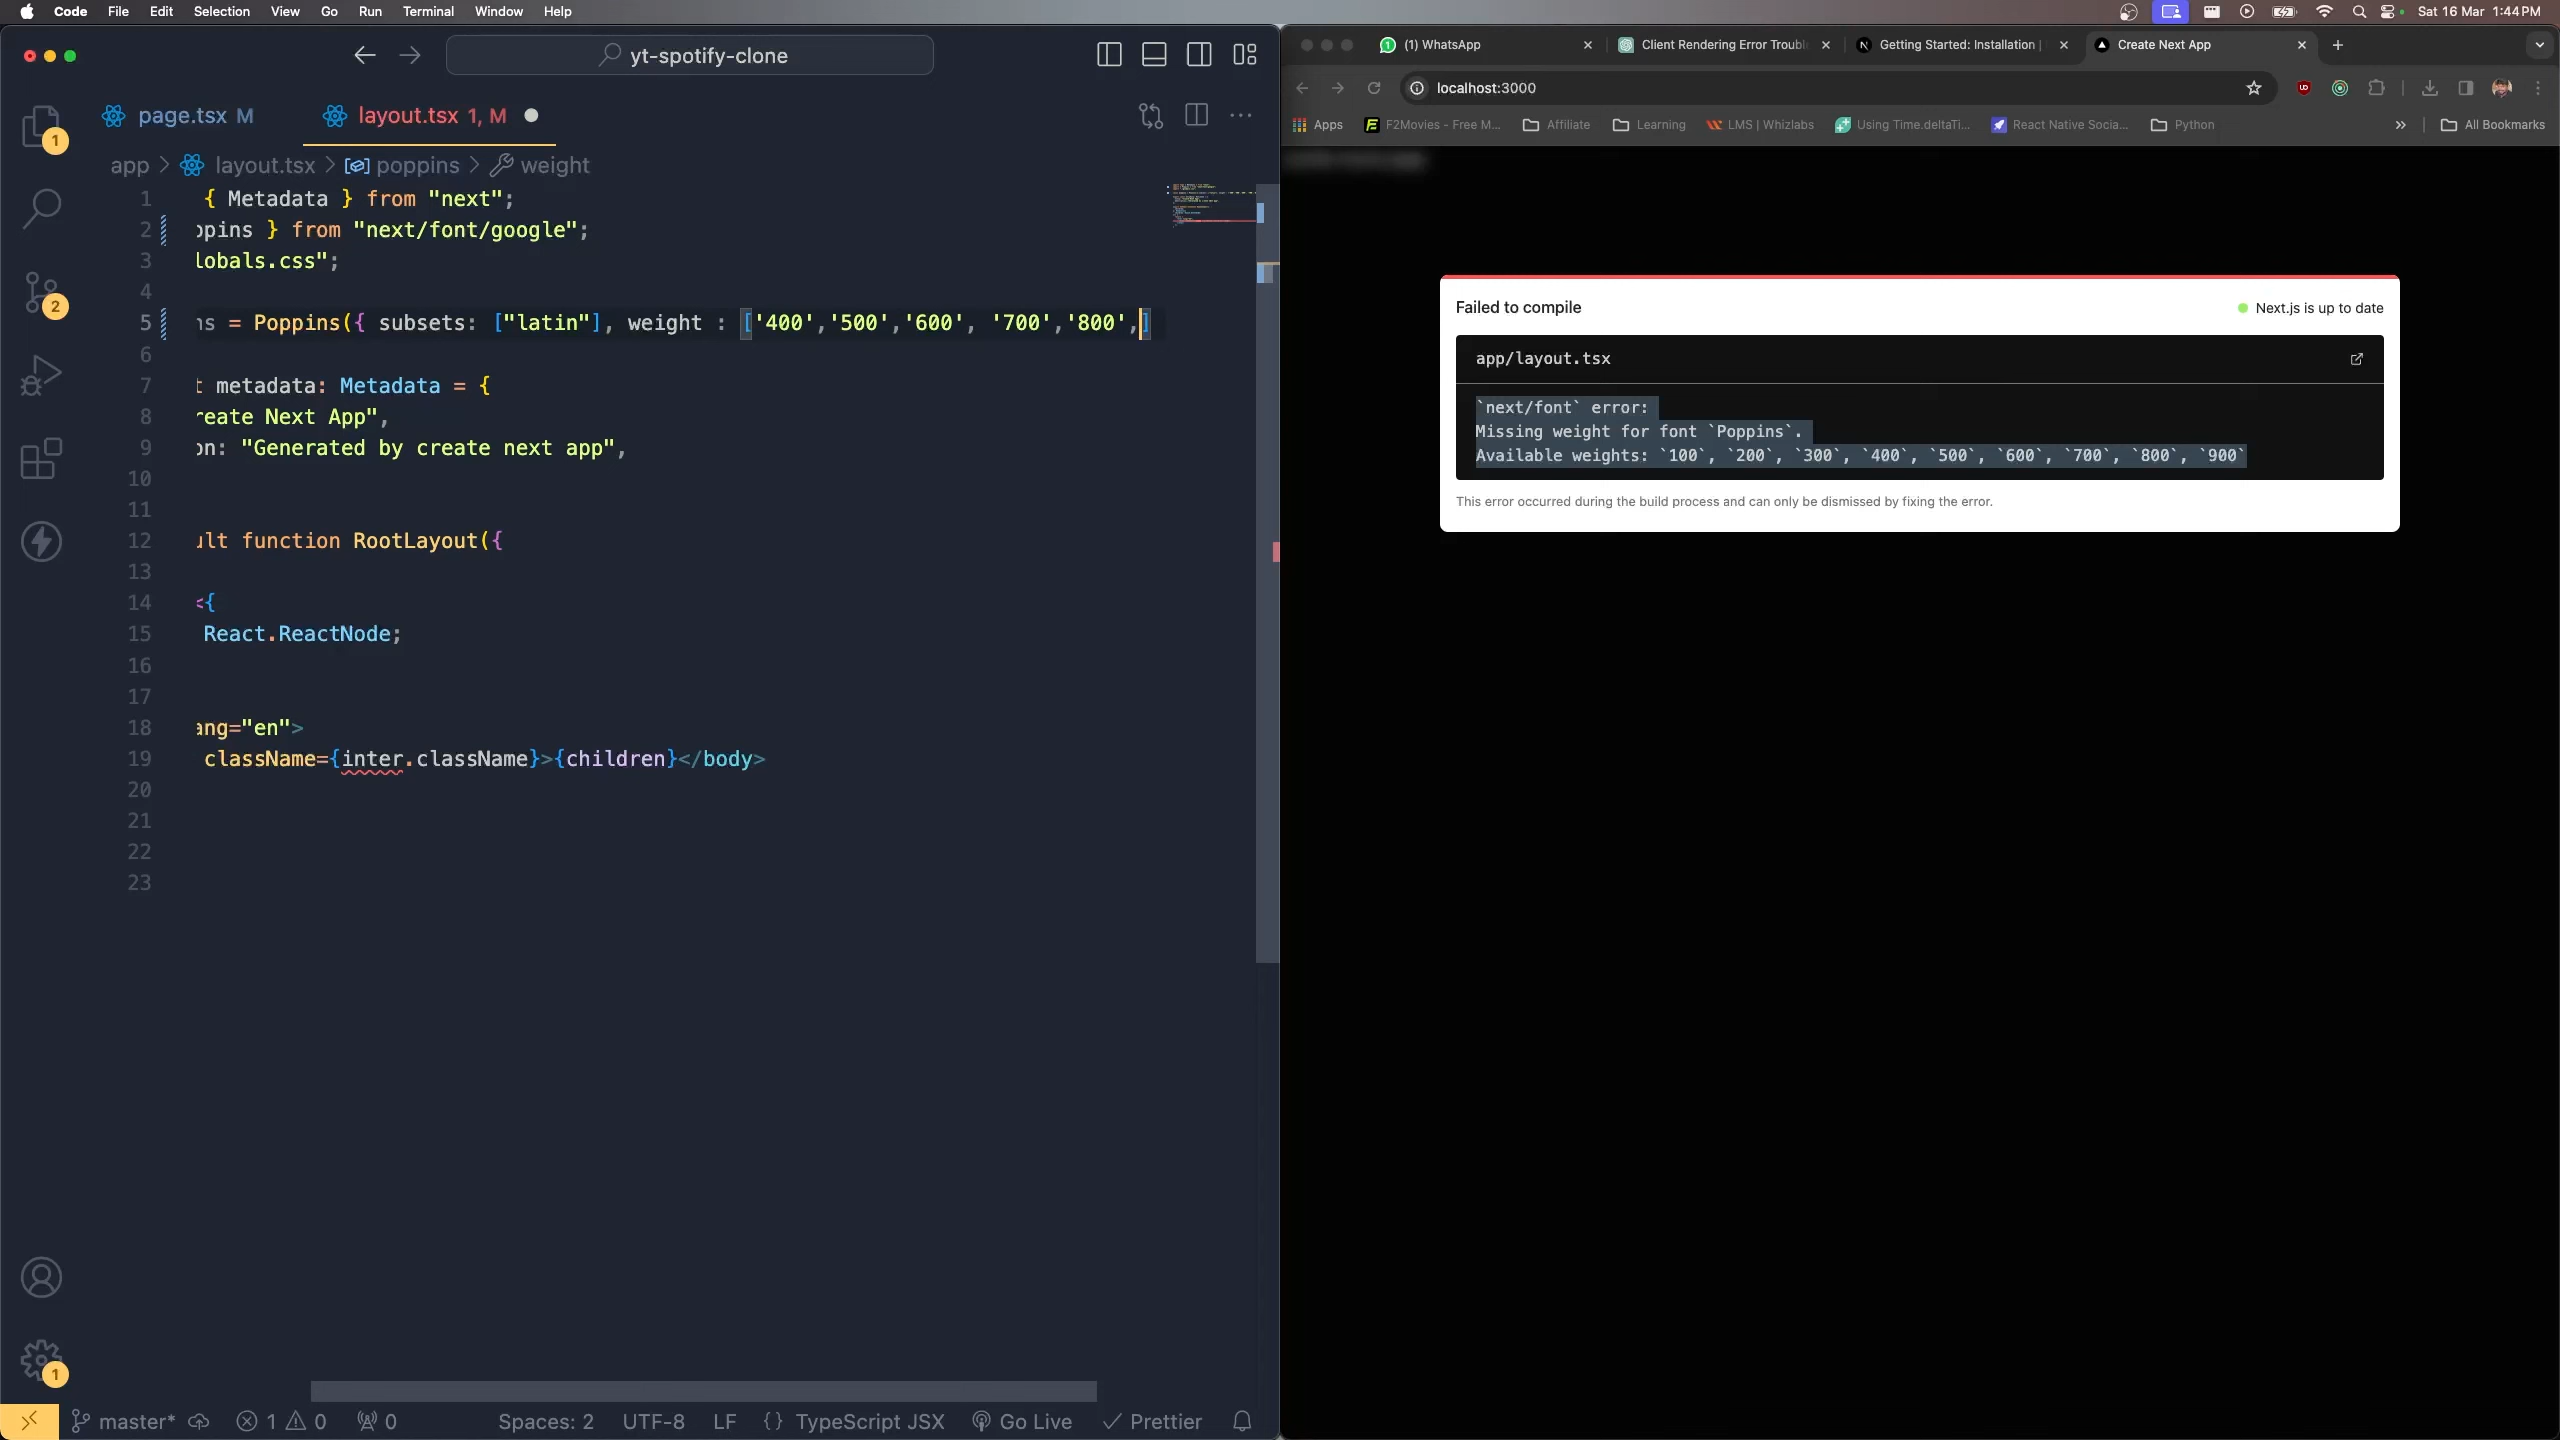 Code File Edit Selection View Go Run Terminal Window Help
Sat 16 Mar 1:44 PM
yt-spotify-clone
page.tsx M
layout.tsx 1, M
app > layout.tsx > poppins > weight
1 { Metadata } from "next";
2 ppins } from "next/font/google";
3 lobals.css";
4
5 ns = Poppins({ subsets: ["latin"], weight : ['400','500','600', '700','800',]
6
7 t metadata: Metadata = {
8 reate Next App",
9 on: "Generated by create next app",
10
11
12 ult function RootLayout({
13
14 <{
15 React.ReactNode;
16
17
18 ang="en">
19 className={inter.className}>{children}</body>
20
21
22
23
1
2
1
master* 1 0 0 Spaces: 2 UTF-8 LF {} TypeScript JSX Go Live Prettier
(1) WhatsApp
Client Rendering Error Troubl
Getting Started: Installation |
Create Next App
localhost:3000
Apps F2Movies - Free M... Affiliate Learning LMS | Whizlabs Using Time.deltaTi... React Native Socia... Python >> All Bookmarks
Failed to compile
Next.js is up to date
app/layout.tsx
`next/font` error:
Missing weight for font `Poppins`.
Available weights: `100`, `200`, `300`, `400`, `500`, `600`, `700`, `800`, `900`
This error occurred during the build process and can only be dismissed by fixing the error.